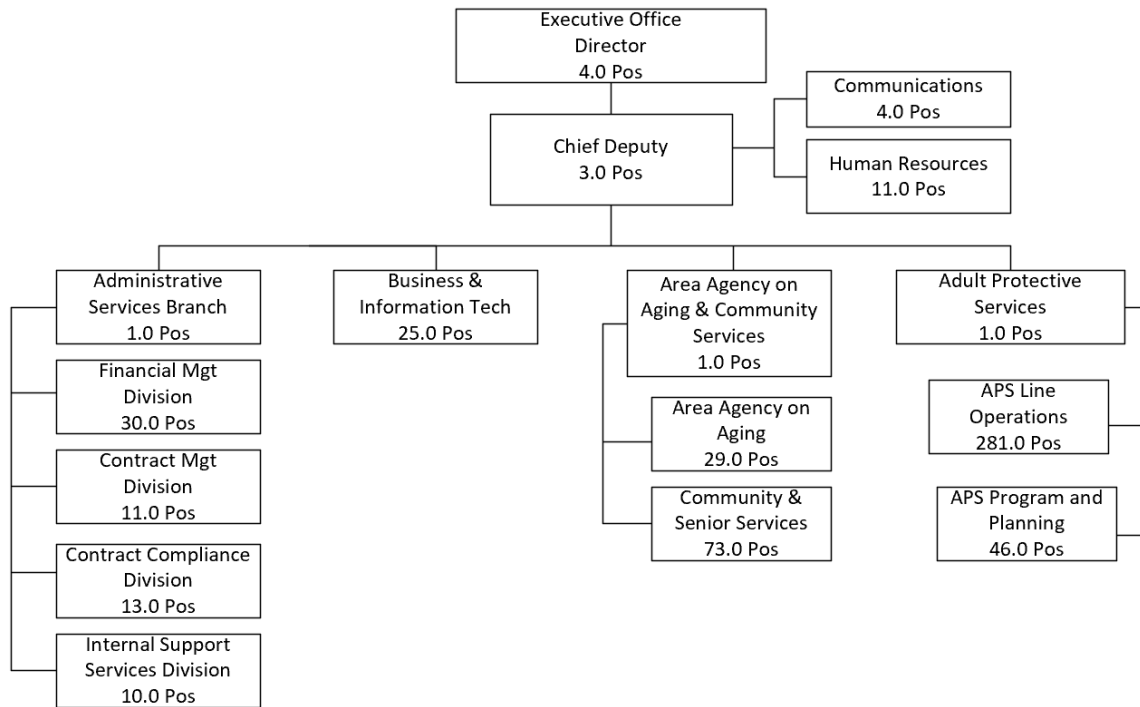 Executive Office
Director
4.0 Pos
Communications
4.0 Pos
Chief Deputy
3.0 Pos
Human Resources
11.0 Pos
Administrative
Services Branch
1.0 Pos
Financial Mgt
Division
30.0 Pos
Contract Mgt
Division
11.0 Pos
Contract Compliance
Division
13.0 Pos
Internal Support
Services Division
10.0 Pos
Business &
Information Tech
25.0 Pos
Area Agency on
Aging & Community
Services
1.0 Pos
Area Agency on
Aging
29.0 Pos
Community &
Senior Services
73.0 Pos
Adult Protective
Services
1.0 Pos
APS Line
Operations
281.0 Pos
APS Program and
Planning
46.0 Pos